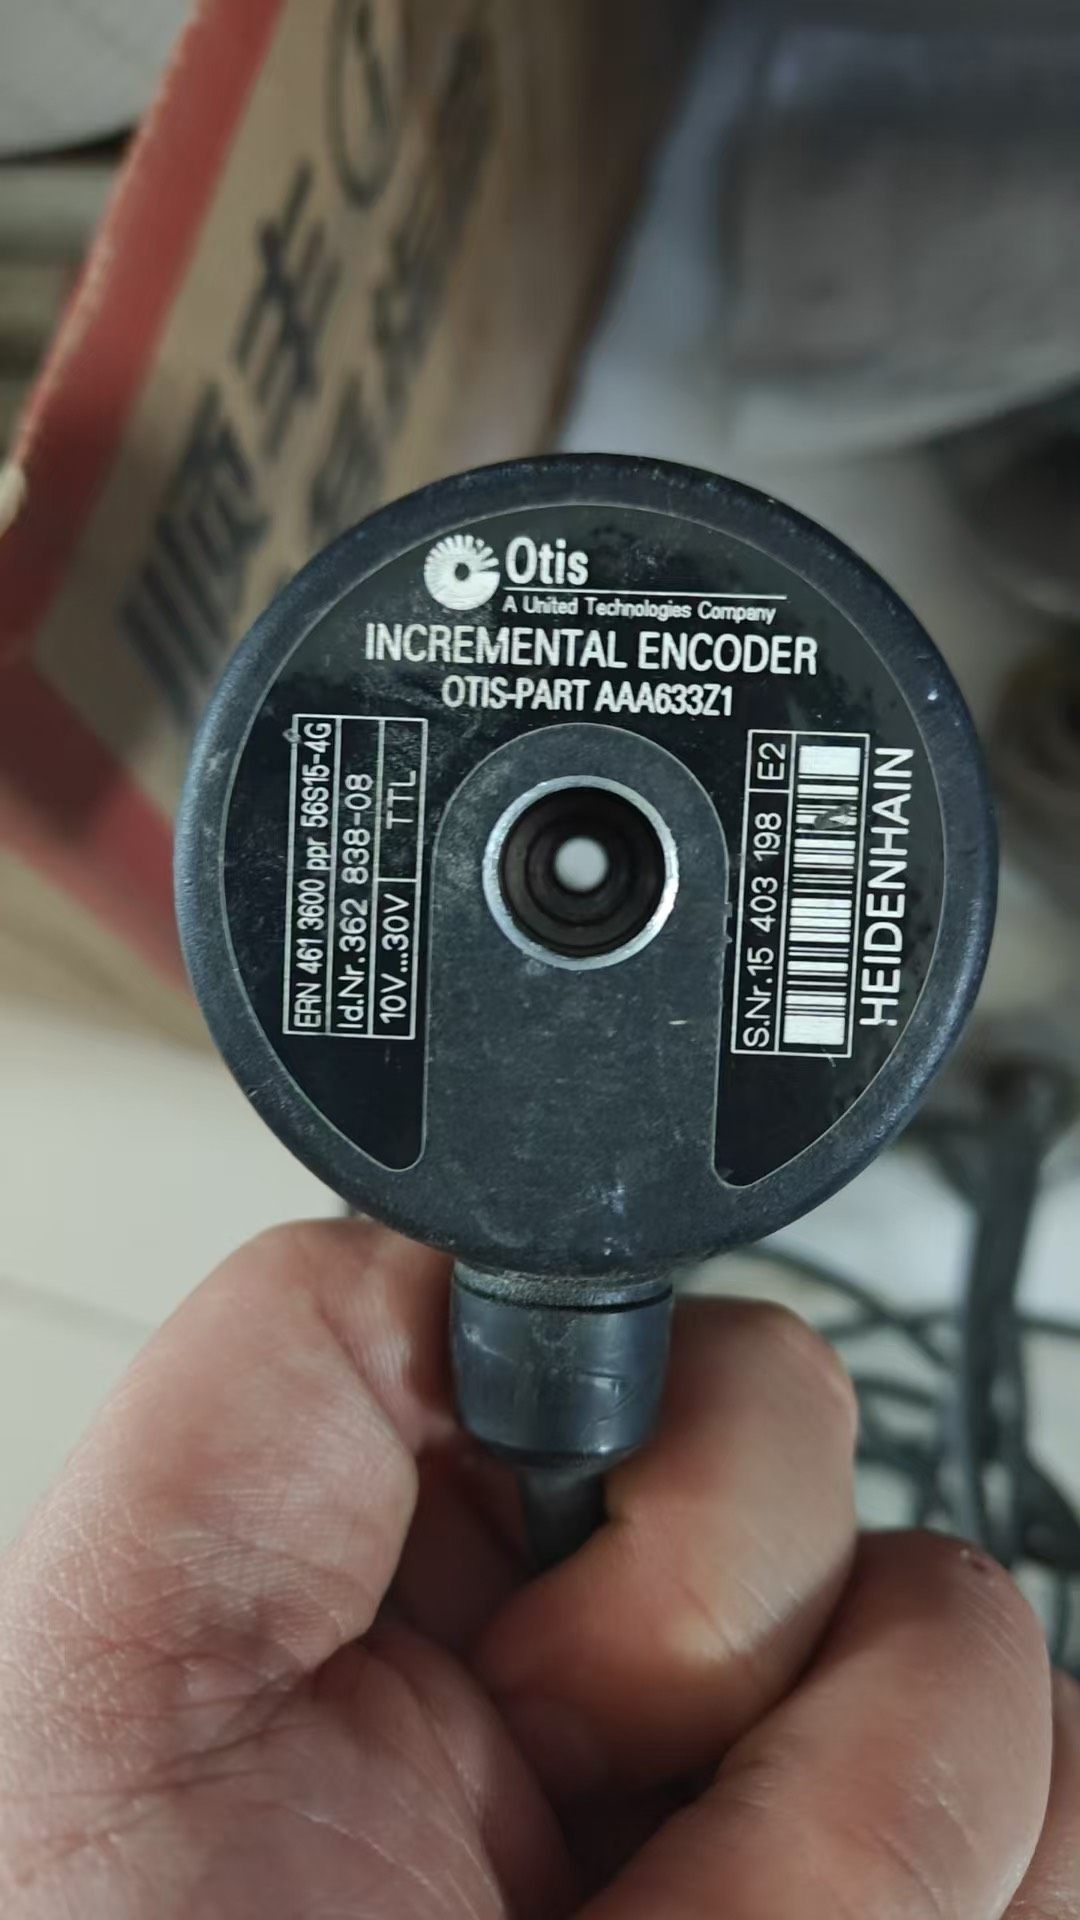 Otis
A United Technologies Company
INCREMENTAL ENCODER
OTIS-PART AAA633Z1
ERN 461 3600 ppr 56S15-4G
Id.Nr. 362 838-08
10V...30V TTL
S.Nr. 15 403 198 E2
HEIDENHAIN